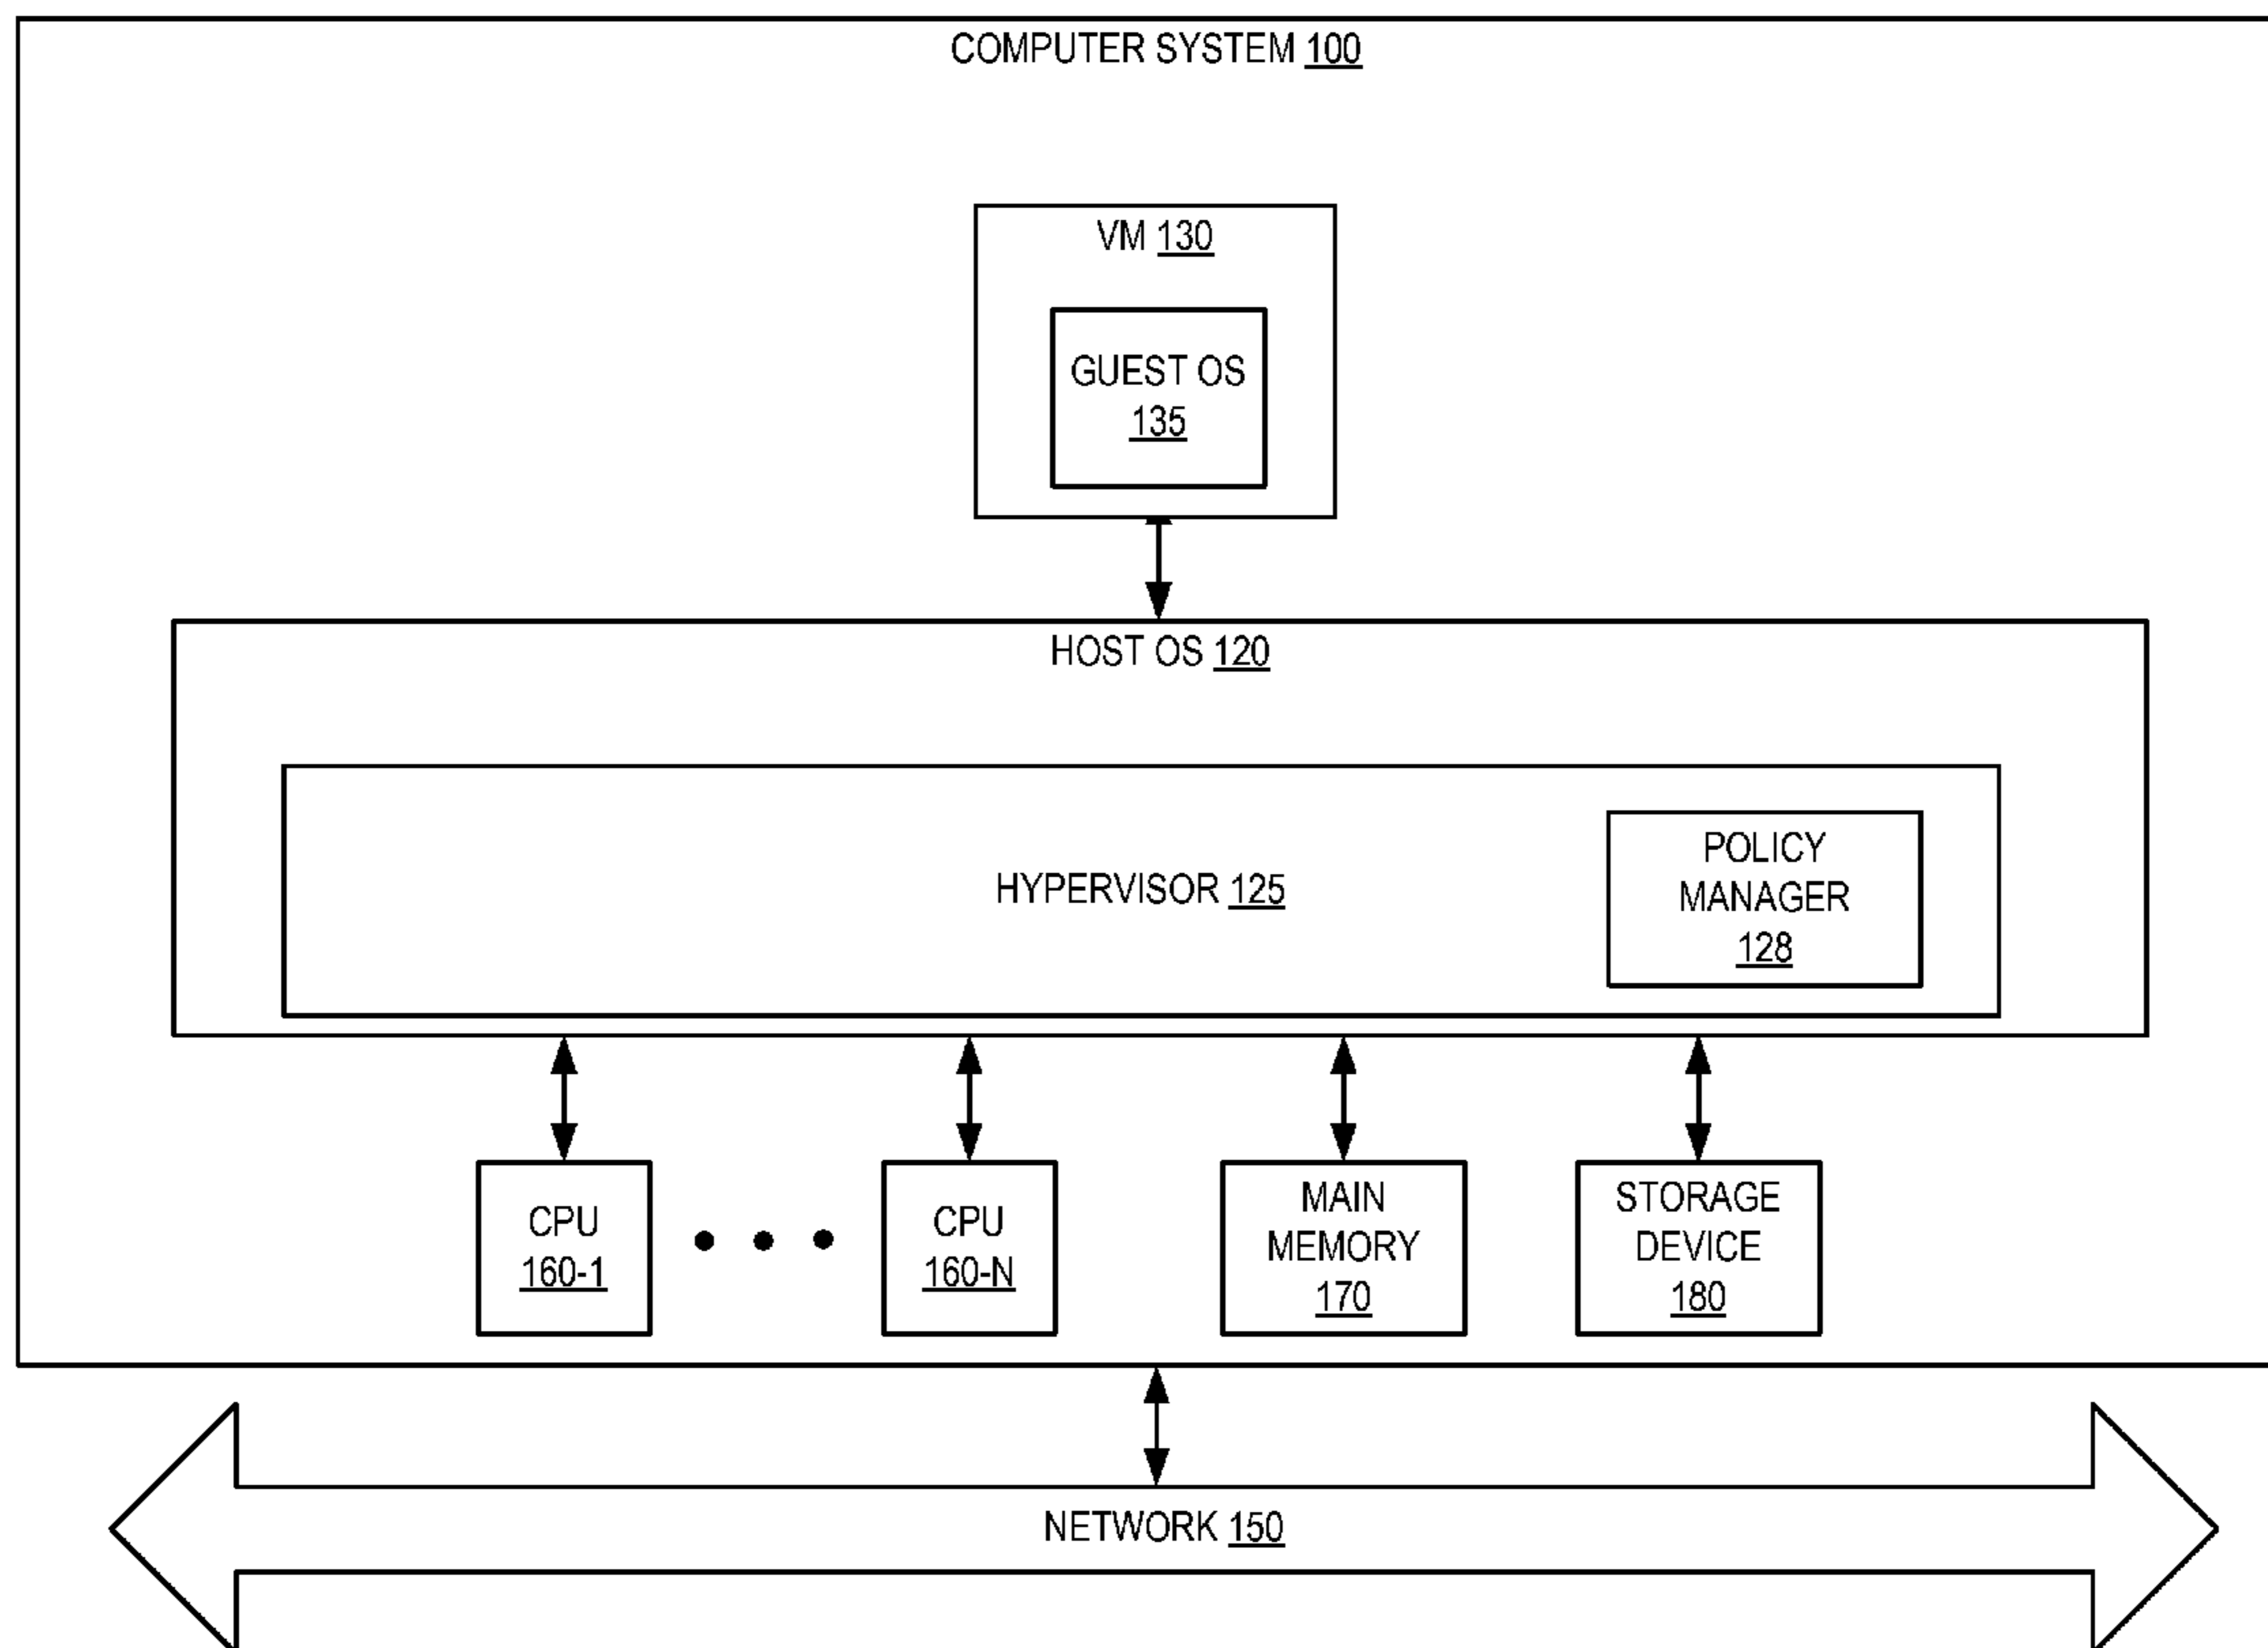 COMPUTER SYSTEM 100
VM 130
GUEST OS
135
HOST OS 120
HYPERVISOR 125
POLICY
MANAGER
128
CPU
160-1
CPU
160-N
MAIN
MEMORY
170
STORAGE
DEVICE
180
NETWORK 150